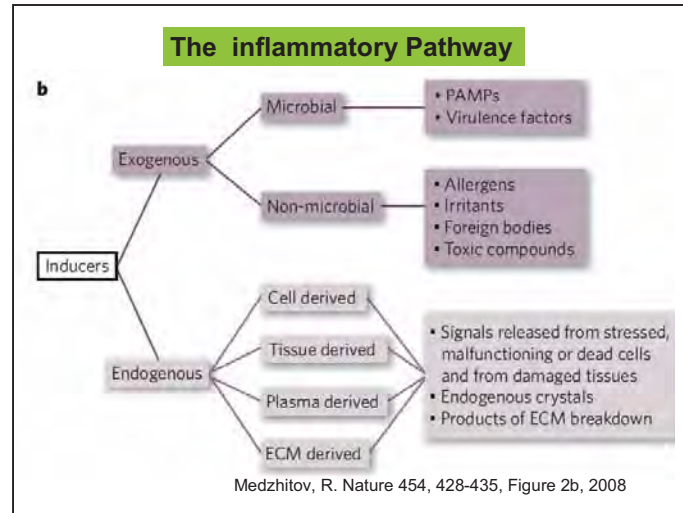 The inflammatory Pathway
b
Microbial
• PAMPs
• Virulence factors
Exogenous
Non-microbial
• Allergens
• Irritants
• Foreign bodies
• Toxic compounds
Inducers
Cell derived
Tissue derived
Endogenous
Plasma derived
ECM derived
• Signals released from stressed,
malfunctioning or dead cells
and from damaged tissues
• Endogenous crystals
• Products of ECM breakdown
Medzhitov, R. Nature 454, 428-435, Figure 2b, 2008